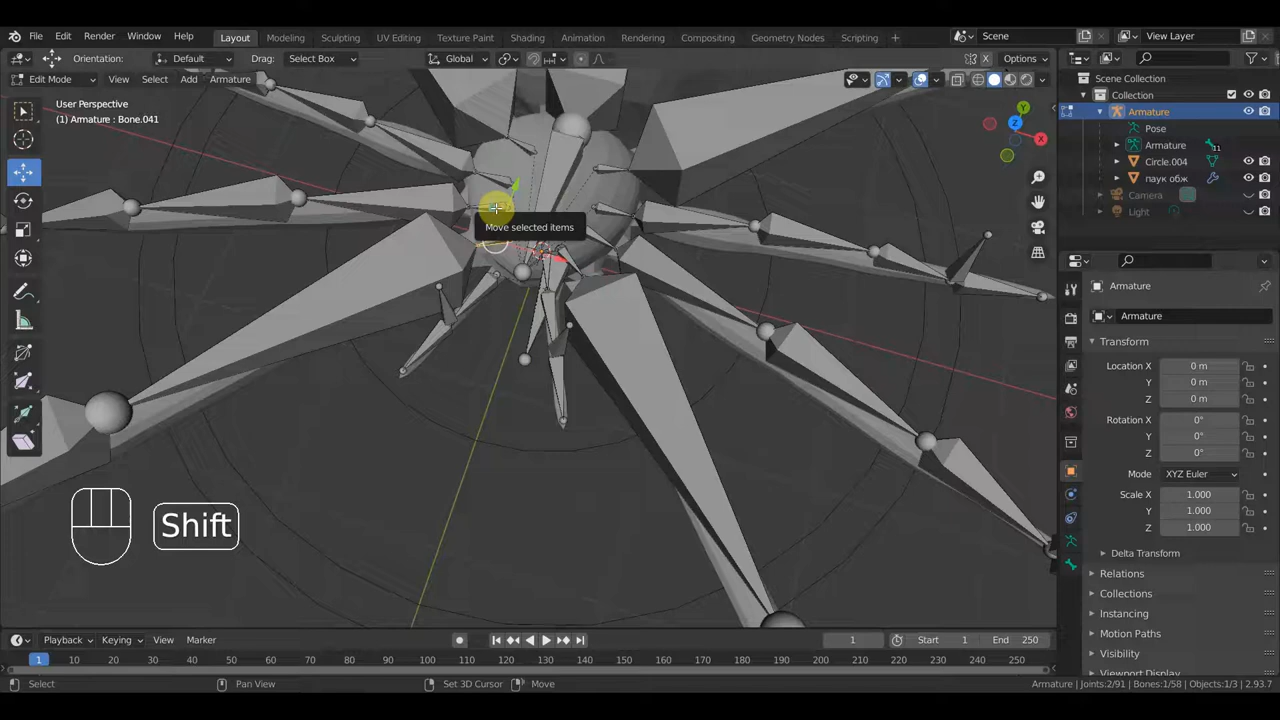 File Edit Render Window Help Layout Modeling Sculpting UV Editing Texture Paint Shading Animation Rendering Compositing Geometry Nodes Scripting + Scene View Layer
Orientation: Default Drag: Select Box Global Options
Edit Mode View Select Add Armature
User Perspective
(1) Armature : Bone.041
Y
Z
X
Move selected items
Shift
Scene Collection
Collection
Armature
Pose
Armature 11
Circle.004
паук обж
Camera
Light
Armature
Armature
Transform
Location X 0 m
Y 0 m
Z 0 m
Rotation X 0°
Y 0°
Z 0°
Mode XYZ Euler
Scale X 1.000
Y 1.000
Z 1.000
Delta Transform
Relations
Collections
Instancing
Motion Paths
Visibility
Viewport Display
Playback Keying View Marker 1 Start 1 End 250
1 10 20 30 40 50 60 70 80 90 100 110 120 130 140 150 160 170 180 190 200 210 220 230 240 250
Select Pan View Set 3D Cursor Move Armature | Joints:2/91 | Bones:1/58 | Objects:1/3 | 2.93.7